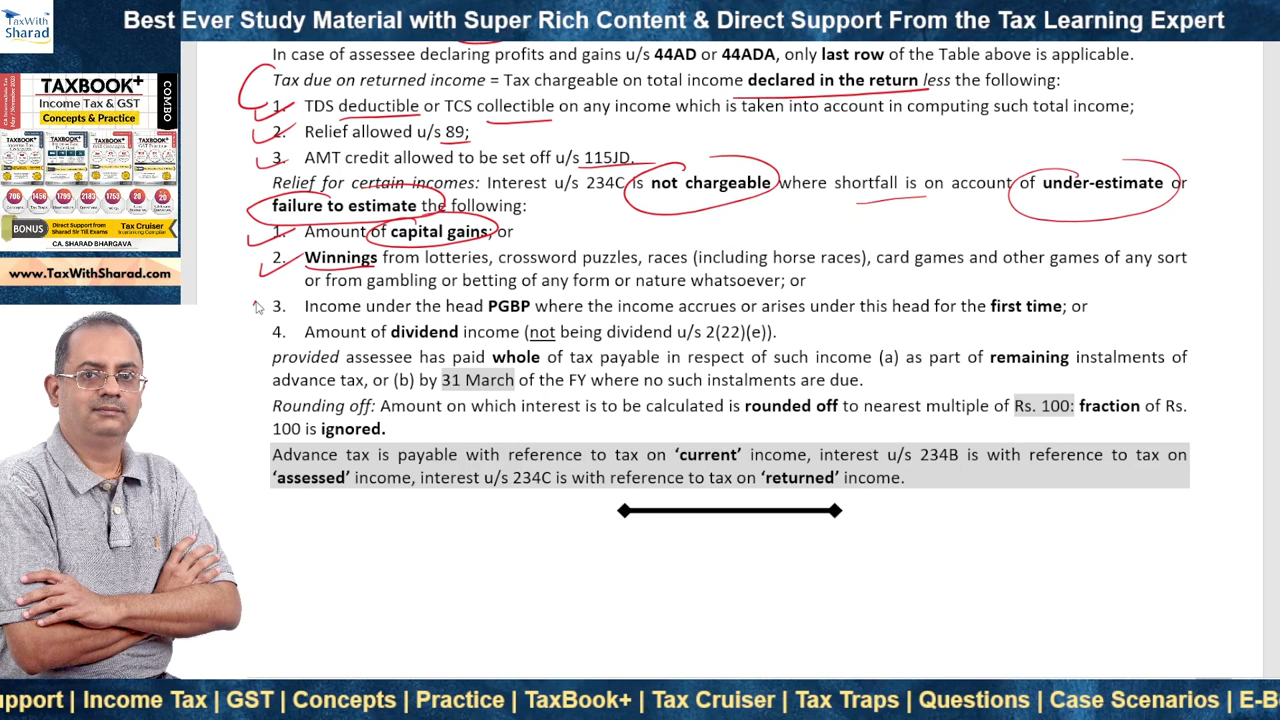 Best Ever Study Material with Super Rich Content & Direct Support From the Tax Learning Expert
TaxWith
Sharad
TAXBOOK+
Income Tax & GST
Concepts & Practice
COMBO
BONUS
Direct Support from
Sharad Sir Till Exams
Tax Cruiser
CA. SHARAD BHARGAVA
www.TaxWithSharad.com
In case of assessee declaring profits and gains u/s 44AD or 44ADA, only last row of the Table above is applicable.
Tax due on returned income = Tax chargeable on total income declared in the return less the following:
1. TDS deductible or TCS collectible on any income which is taken into account in computing such total income;
2. Relief allowed u/s 89;
3. AMT credit allowed to be set off u/s 115JD.
Relief for certain incomes: Interest u/s 234C is not chargeable where shortfall is on account of under-estimate or
failure to estimate the following:
1. Amount of capital gains; or
2. Winnings from lotteries, crossword puzzles, races (including horse races), card games and other games of any sort
or from gambling or betting of any form or nature whatsoever; or
3. Income under the head PGBP where the income accrues or arises under this head for the first time; or
4. Amount of dividend income (not being dividend u/s 2(22)(e)).
provided assessee has paid whole of tax payable in respect of such income (a) as part of remaining instalments of
advance tax, or (b) by 31 March of the FY where no such instalments are due.
Rounding off: Amount on which interest is to be calculated is rounded off to nearest multiple of Rs. 100: fraction of Rs.
100 is ignored.
Advance tax is payable with reference to tax on ‘current’ income, interest u/s 234B is with reference to tax on
‘assessed’ income, interest u/s 234C is with reference to tax on ‘returned’ income.
upport | Income Tax | GST | Concepts | Practice | TaxBook+ | Tax Cruiser | Tax Traps | Questions | Case Scenarios | E-B